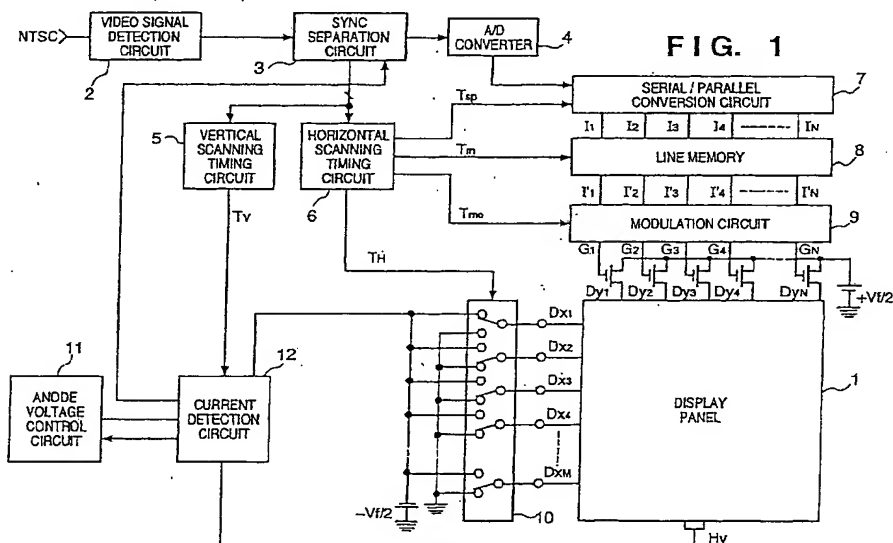 FIG. 1
NTSC
VIDEO SIGNAL
DETECTION
CIRCUIT
2
SYNC
SEPARATION
CIRCUIT
3
A/D
CONVERTER
4
SERIAL / PARALLEL
CONVERSION CIRCUIT
7
Tsp
I1 I2 I3 I4 IN
5
VERTICAL
SCANNING
TIMING
CIRCUIT
HORIZONTAL
SCANNING
TIMING
CIRCUIT
6
Tm
LINE MEMORY
8
I'1 I'2 I'3 I'4 I'N
Tmo
MODULATION CIRCUIT
9
Tv
TH
G1 G2 G3 G4 GN
Dy1 Dy2 Dy3 Dy4 DyN
+Vf/2
11
ANODE
VOLTAGE
CONTROL
CIRCUIT
12
CURRENT
DETECTION
CIRCUIT
Dx1
Dx2
Dx3
Dx4
DxM
DISPLAY
PANEL
1
-Vf/2
10
Hv